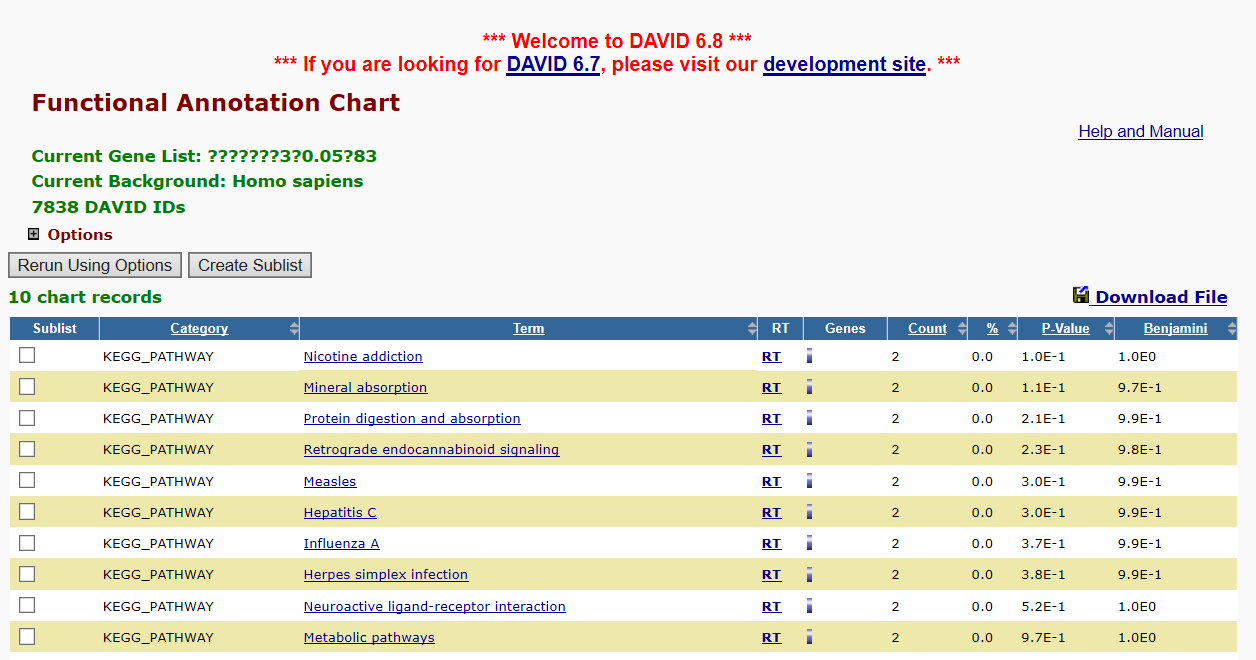 *** Welcome to DAVID 6.8 ***
*** If you are looking for DAVID 6.7, please visit our development site. ***
Functional Annotation Chart
Help and Manual
Current Gene List: ???????3?0.05?83
Current Background: Homo sapiens
7838 DAVID IDs
Options
Rerun Using Options Create Sublist
10 chart records Download File
Sublist Category Term RT Genes Count % P-Value Benjamini
KEGG_PATHWAY Nicotine addiction RT 2 0.0 1.0E-1 1.0E0
KEGG_PATHWAY Mineral absorption RT 2 0.0 1.1E-1 9.7E-1
KEGG_PATHWAY Protein digestion and absorption RT 2 0.0 2.1E-1 9.9E-1
KEGG_PATHWAY Retrograde endocannabinoid signaling RT 2 0.0 2.3E-1 9.8E-1
KEGG_PATHWAY Measles RT 2 0.0 3.0E-1 9.9E-1
KEGG_PATHWAY Hepatitis C RT 2 0.0 3.0E-1 9.9E-1
KEGG_PATHWAY Influenza A RT 2 0.0 3.7E-1 9.9E-1
KEGG_PATHWAY Herpes simplex infection RT 2 0.0 3.8E-1 9.9E-1
KEGG_PATHWAY Neuroactive ligand-receptor interaction RT 2 0.0 5.2E-1 1.0E0
KEGG_PATHWAY Metabolic pathways RT 2 0.0 9.7E-1 1.0E0